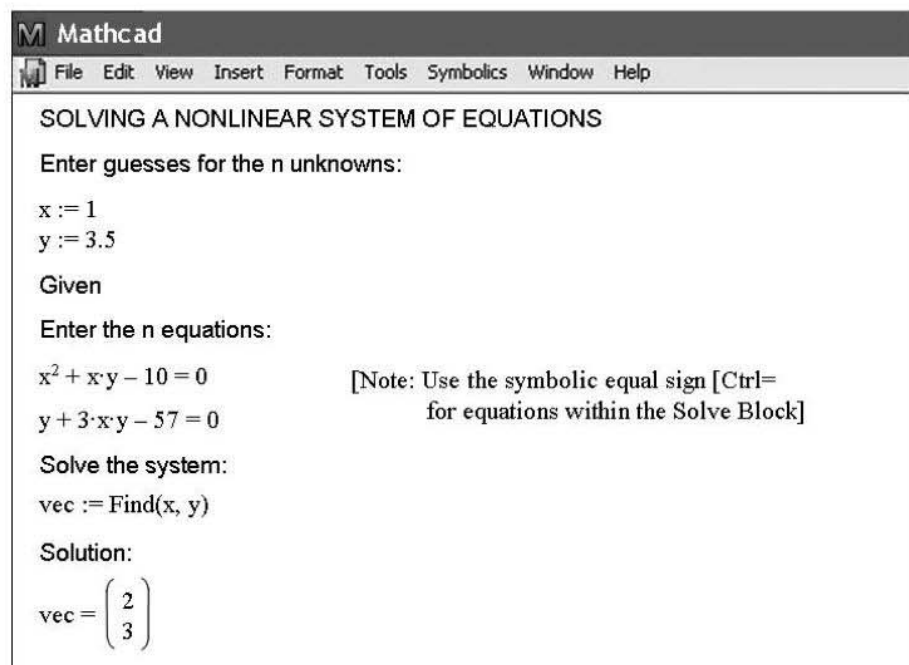 Mathcad
File Edit View Insert Format Tools Symbolics Window Help
SOLVING A NONLINEAR SYSTEM OF EQUATIONS
Enter guesses for the n unknowns:
x := 1
y := 3.5
Given
Enter the n equations:
x² + x·y – 10 = 0
[Note: Use the symbolic equal sign [Ctrl=
for equations within the Solve Block]
y + 3·x·y – 57 = 0
Solve the system:
vec := Find(x, y)
Solution:
vec = (2
3)